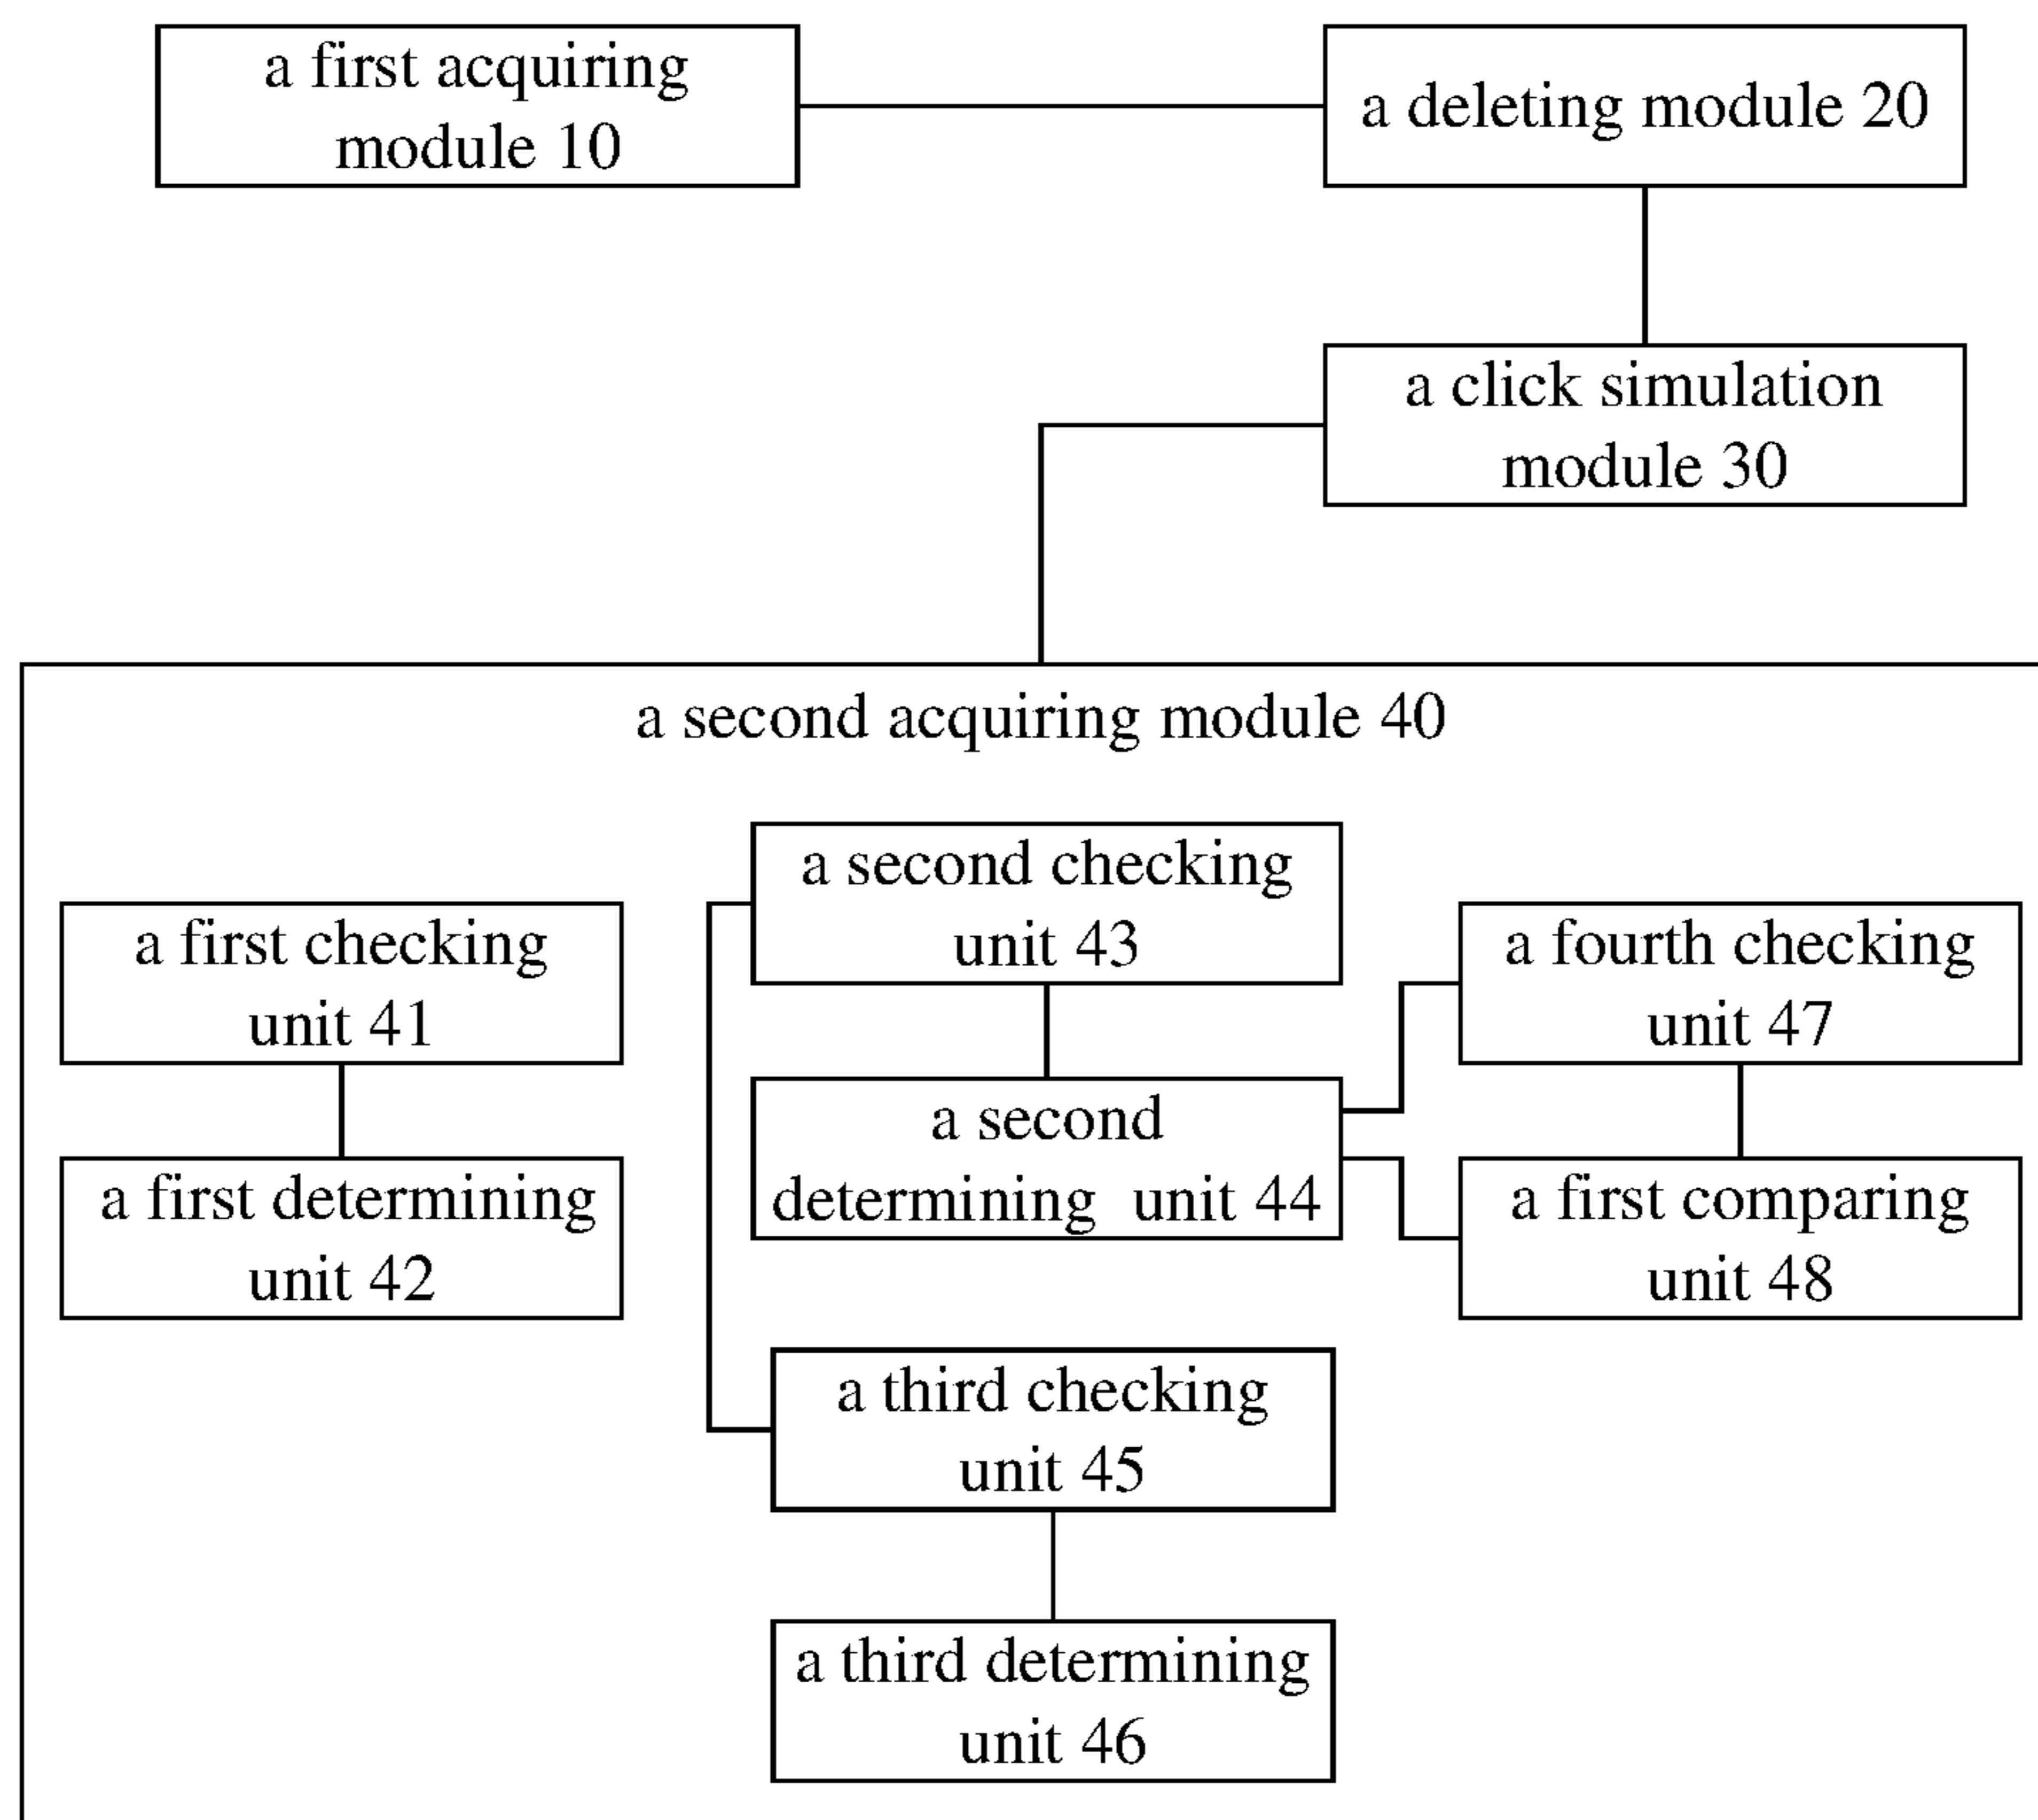 a first acquiring
module 10
a deleting module 20
a click simulation
module 30
a second acquiring module 40
a first checking
unit 41
a first determining
unit 42
a second checking
unit 43
a second
determining unit 44
a third checking
unit 45
a third determining
unit 46
a fourth checking
unit 47
a first comparing
unit 48